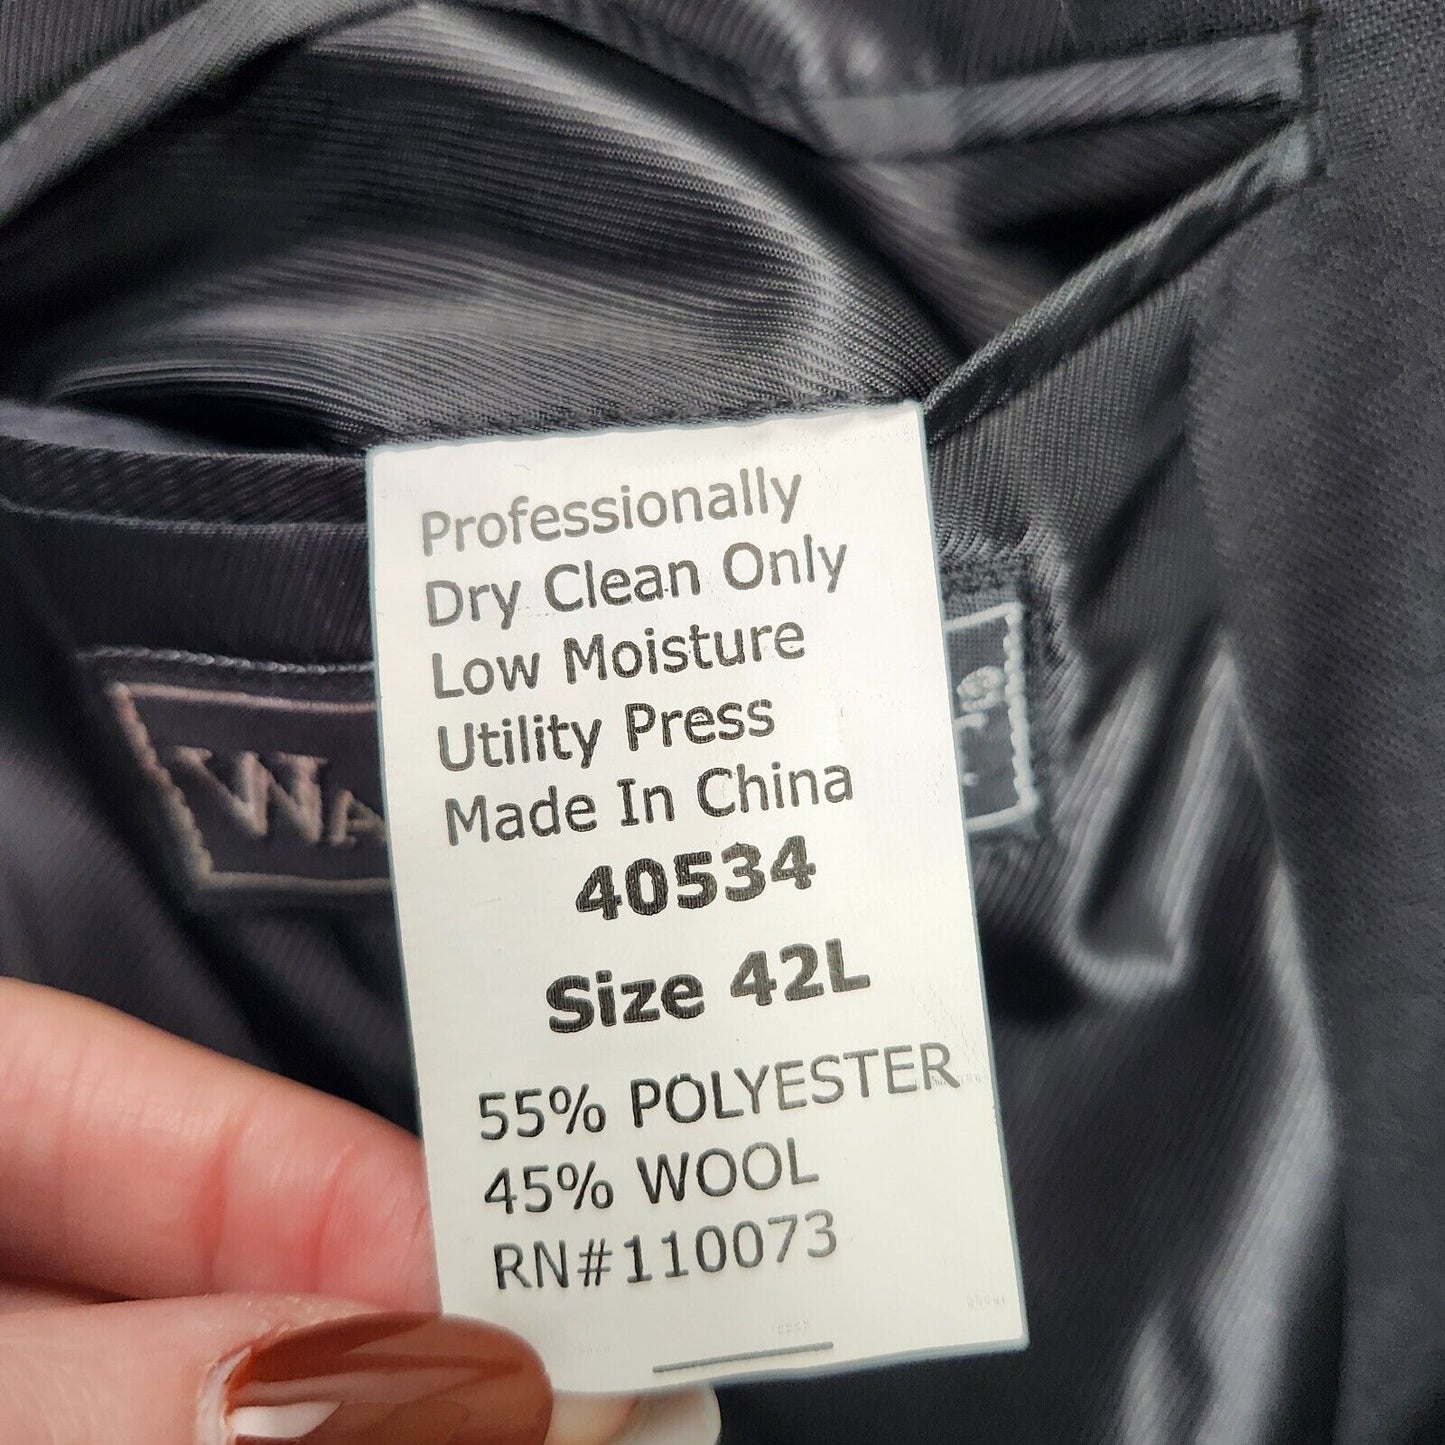 Professionally
Dry Clean Only
Low Moisture
Utility Press
Made In China
40534
Size 42L
55% POLYESTER
45% WOOL
RN#110073
WA